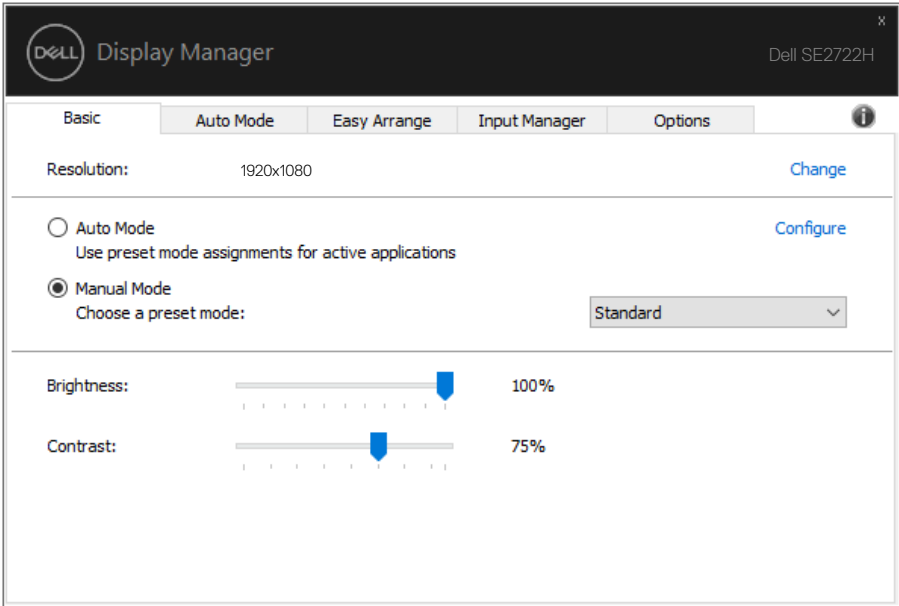 x
DELL Display Manager
Dell SE2722H
Basic Auto Mode Easy Arrange Input Manager Options i
Resolution: 1920x1080 Change
Auto Mode Configure
Use preset mode assignments for active applications
Manual Mode
Choose a preset mode: Standard
Brightness: 100%
Contrast: 75%